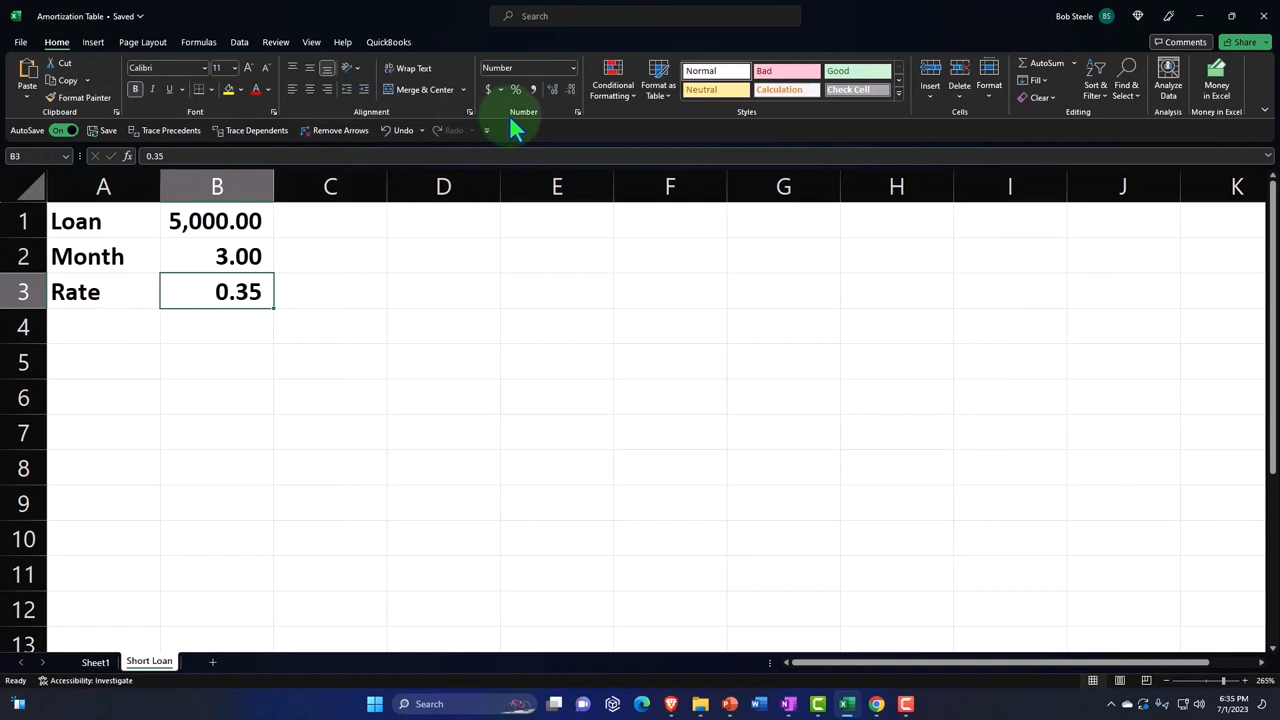 Amortization Table • Saved
Search
Bob Steele
BS
File
Home
Insert
Page Layout
Formulas
Data
Review
View
Help
QuickBooks
Comments
Share
Paste
Cut
Copy
Format Painter
Clipboard
Calibri
11
B
I
U
Font
Wrap Text
Merge & Center
Alignment
Number
$
%
Number
Conditional
Formatting
Format as
Table
Normal
Bad
Good
Neutral
Calculation
Check Cell
Styles
Insert
Delete
Format
Cells
AutoSum
Fill
Clear
Sort &
Filter
Find &
Select
Editing
Analyze
Data
Analysis
Money
in Excel
Money in Excel
AutoSave
On
Save
Trace Precedents
Trace Dependents
Remove Arrows
Undo
Redo
B3
fx
0.35
A B C D E F G H I J K
1 Loan 5,000.00
2 Month 3.00
3 Rate 0.35
4
5
6
7
8
9
10
11
12
13
Sheet1
Short Loan
Ready
Accessibility: Investigate
265%
Search
6:35 PM
7/1/2023